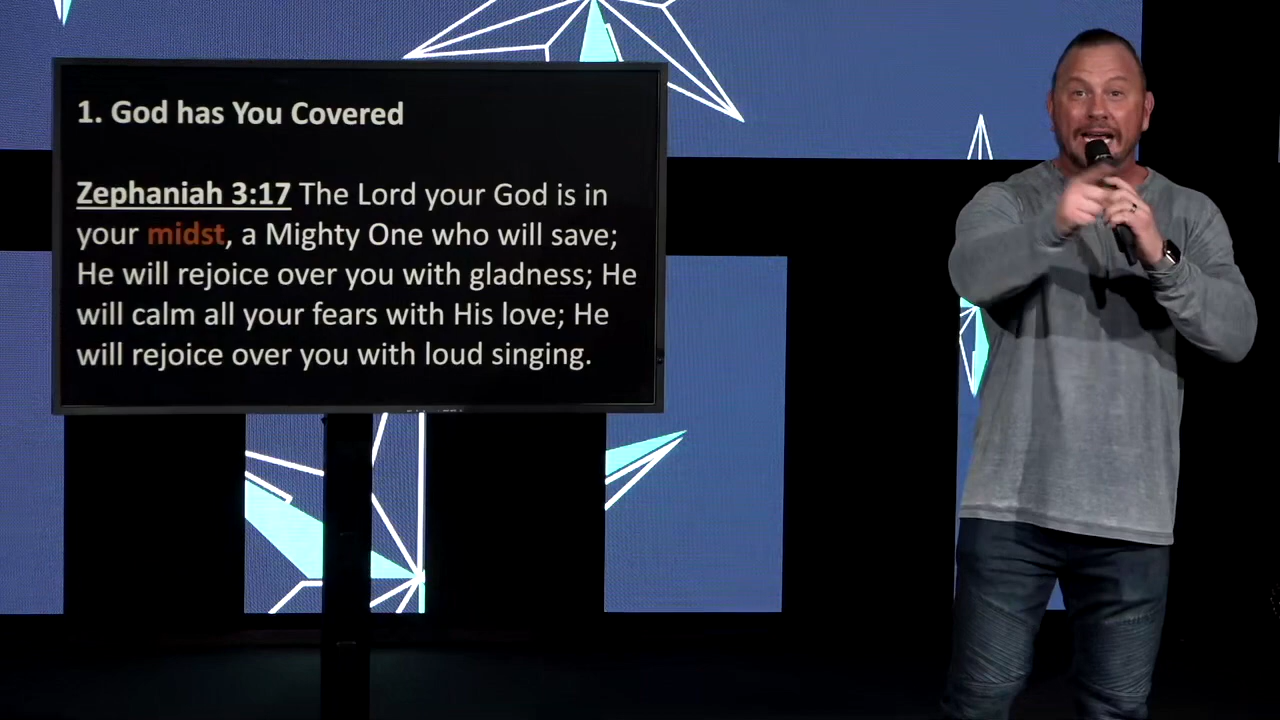 1. God has You Covered
Zephaniah 3:17 The Lord your God is in
your midst, a Mighty One who will save;
He will rejoice over you with gladness; He
will calm all your fears with His love; He
will rejoice over you with loud singing.